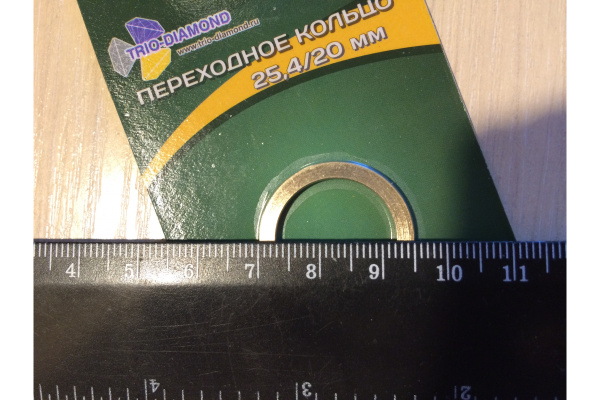 TRIO-DIAMOND
www.trio-diamond.ru
ПЕРЕХОДНОЕ КОЛЬЦО
25,4/20 мм
4 5 6 7 8 9 10 11
4 3 2